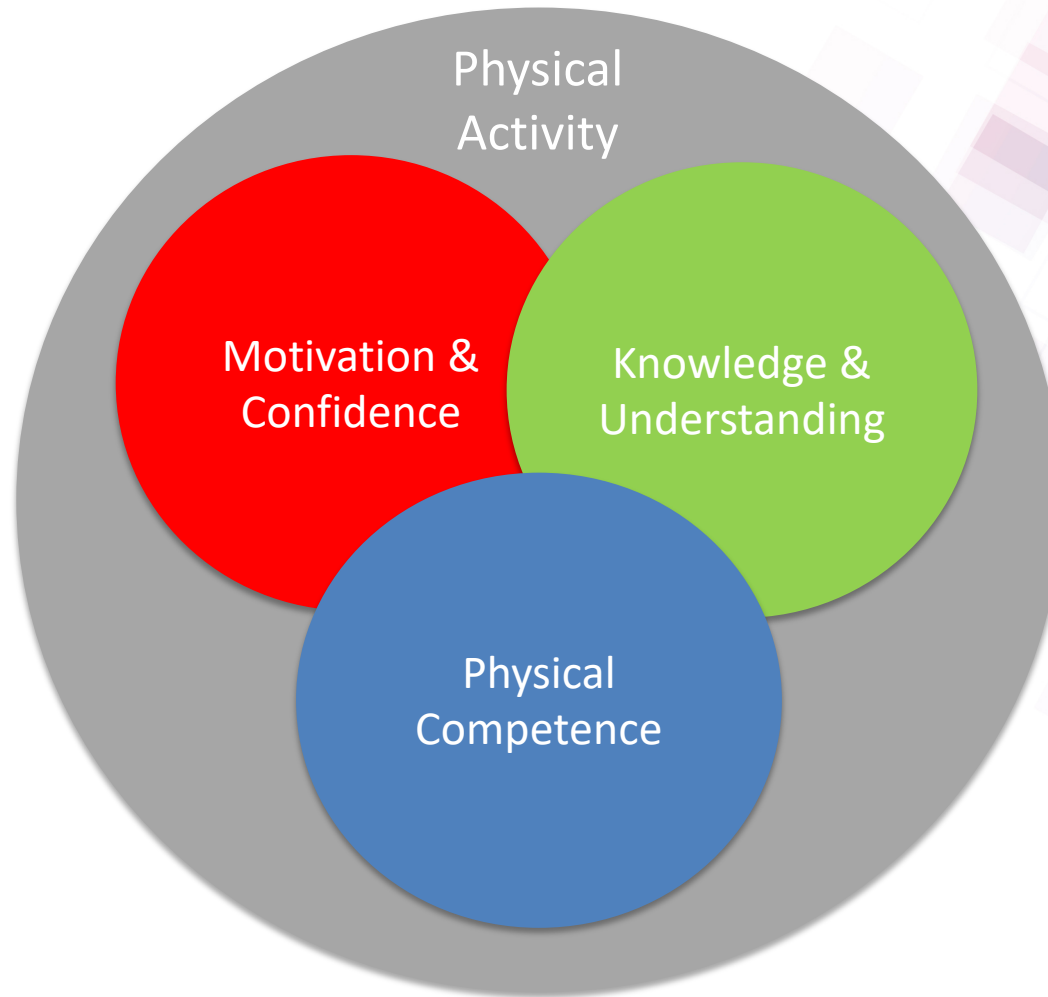 Physical
Activity
Motivation &
Confidence
Knowledge &
Understanding
Physical
Competence